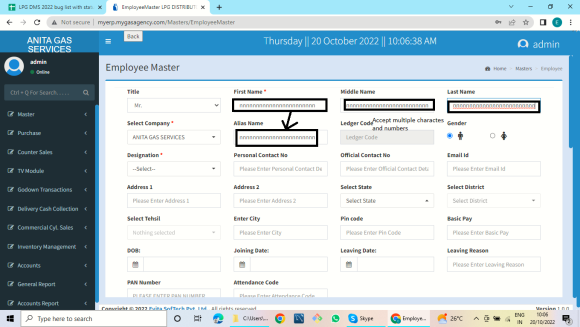 LPG DMS 2022 bug list with stat
LPG DISTRIBUT
Not secure | myerp.mygasagency.com/Masters/EmployeeMaster
ANITA GAS SERVICES
Back
Thursday || 20 October 2022 || 10:06:38 AM
admin
admin
Online
Ctrl + Q For Search........
Master
Purchase
Counter Sales
TV Module
Godown Transactions
Delivery Cash Collection
Commercial Cyl. Sales
Inventory Management
Accounts
General Report
Accounts Report
Employee Master
Home - Masters - Employee
Title First Name * Middle Name Last Name
Mr.
Accept multiple charactes and numbers
Select Company * Alias Name Ledger Code Gender
ANITA GAS SERVICES Ledger Code
Designation * Personal Contact No Official Contact No Email Id
--Select-- Please Enter Personal Contact Please Enter Official Contact Deta Please Enter Email Id
Address 1 Address 2 Select State Select District
Please Enter Address 1 Please Enter Address 2 Select State Select District
Select Tehsil Enter City Pin code Basic Pay
Nothing selected Please Enter City Please Enter Pin Code Please Enter Basic Pay
DOB: Joining Date: Leaving Date: Leaving Reason
Please Enter Leaving Reason
PAN Number Attendance Code
PLEASE ENTER PAN NUMBER Please Enter Attendance Code
Copyright © 2022 Evita SofTech Pvt. Ltd. All rights reserved. Version 1.0.0
Type here to search
C:\Users\...
Skype
Employe...
26°C
ENG
IN
10:06
20/10/2022